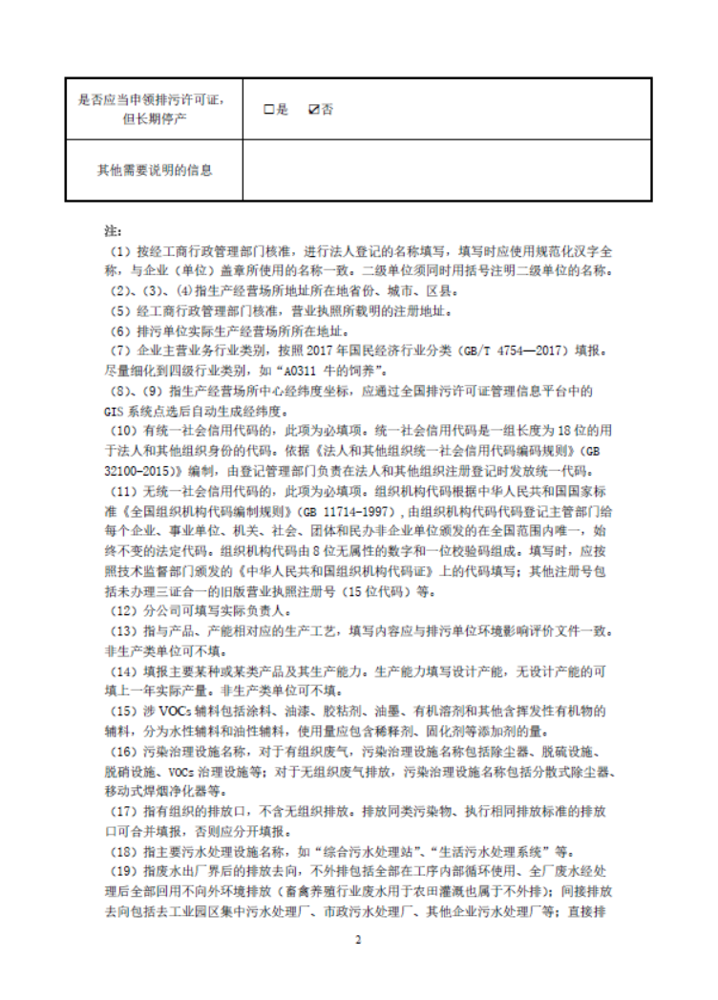 是否应当申领排污许可证，
但长期停产
□是 ☑否
其他需要说明的信息
注：
（1）按经工商行政管理部门核准，进行法人登记的名称填写，填写时应使用规范化汉字全
称，与企业（单位）盖章所使用的名称一致。二级单位须同时用括号注明二级单位的名称。
（2）、（3）、(4)指生产经营场所地址所在地省份、城市、区县。
（5）经工商行政管理部门核准，营业执照所载明的注册地址。
（6）排污单位实际生产经营场所所在地址。
（7）企业主营业务行业类别，按照 2017 年国民经济行业分类（GB/T 4754—2017）填报。
尽量细化到四级行业类别，如“A0311 牛的饲养”。
（8）、（9）指生产经营场所中心经纬度坐标，应通过全国排污许可证管理信息平台中的
GIS 系统点选后自动生成经纬度。
（10）有统一社会信用代码的，此项为必填项。统一社会信用代码是一组长度为 18 位的用
于法人和其他组织身份的代码。依据《法人和其他组织统一社会信用代码编码规则》（GB
32100-2015)》编制，由登记管理部门负责在法人和其他组织注册登记时发放统一代码。
（11）无统一社会信用代码的，此项为必填项。组织机构代码根据中华人民共和国国家标
准《全国组织机构代码编制规则》（GB 11714-1997）,由组织机构代码代码登记主管部门给
每个企业、事业单位、机关、社会、团体和民办非企业单位颁发的在全国范围内唯一，始
终不变的法定代码。组织机构代码由 8 位无属性的数字和一位校验码组成。填写时，应按
照技术监督部门颁发的《中华人民共和国组织机构代码证》上的代码填写；其他注册号包
括未办理三证合一的旧版营业执照注册号（15 位代码）等。
（12）分公司可填写实际负责人。
（13）指与产品、产能相对应的生产工艺，填写内容应与排污单位环境影响评价文件一致。
非生产类单位可不填。
（14）填报主要某种或某类产品及其生产能力。生产能力填写设计产能，无设计产能的可
填上一年实际产量。非生产类单位可不填。
（15）涉 VOCs 辅料包括涂料、油漆、胶粘剂、油墨、有机溶剂和其他含挥发性有机物的
辅料，分为水性辅料和油性辅料，使用量应包含稀释剂、固化剂等添加剂的量。
（16）污染治理设施名称，对于有组织废气，污染治理设施名称包括除尘器、脱硫设施、
脱硝设施、VOCs 治理设施等；对于无组织废气排放，污染治理设施名称包括分散式除尘器、
移动式焊烟净化器等。
（17）指有组织的排放口，不含无组织排放。排放同类污染物、执行相同排放标准的排放
口可合并填报，否则应分开填报。
（18）指主要污水处理设施名称，如“综合污水处理站”、“生活污水处理系统”等。
（19）指废水出厂界后的排放去向，不外排包括全部在工序内部循环使用、全厂废水经处
理后全部回用不向外环境排放（畜禽养殖行业废水用于农田灌溉也属于不外排）；间接排放
去向包括去工业园区集中污水处理厂、市政污水处理厂、其他企业污水处理厂等；直接排
2